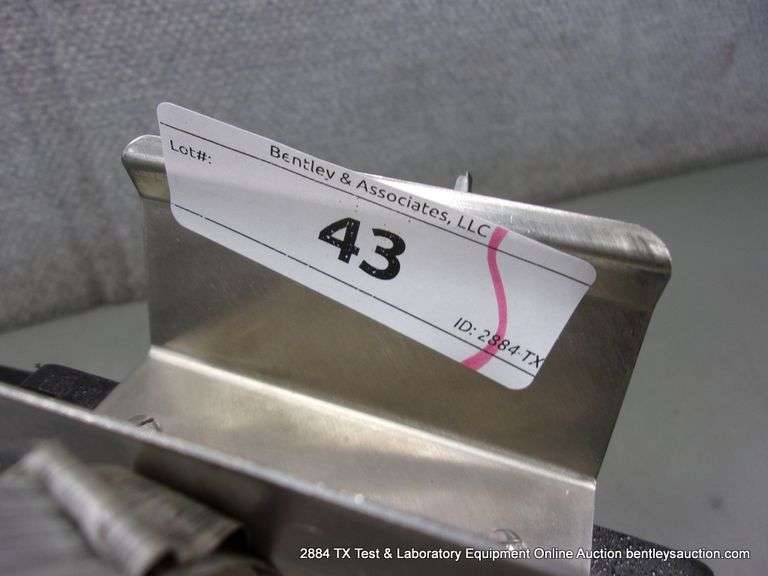 Bentley & Associates, LLC
Lot#:
43
ID: 2884-TX
2884 TX Test & Laboratory Equipment Online Auction bentleysauction.com